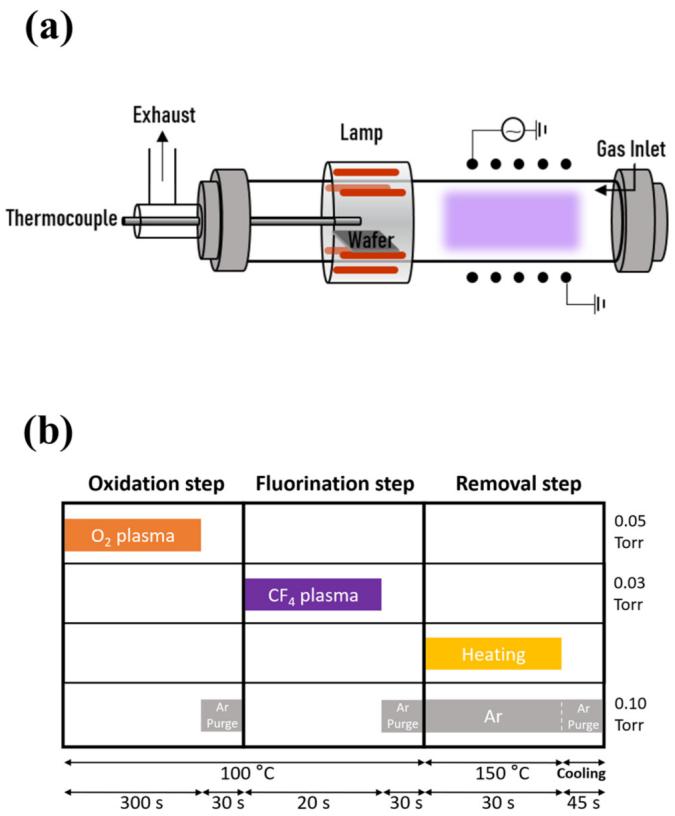 (a)
Exhaust
Lamp
Gas Inlet
Thermocouple
Wafer
(b)
Oxidation step Fluorination step Removal step
O₂ plasma
0.05
Torr
CF₄ plasma
0.03
Torr
Heating
Ar
Purge
Ar
Purge
Ar
Ar
Purge
0.10
Torr
100 °C 150 °C Cooling
300 s 30 s 20 s 30 s 30 s 45 s